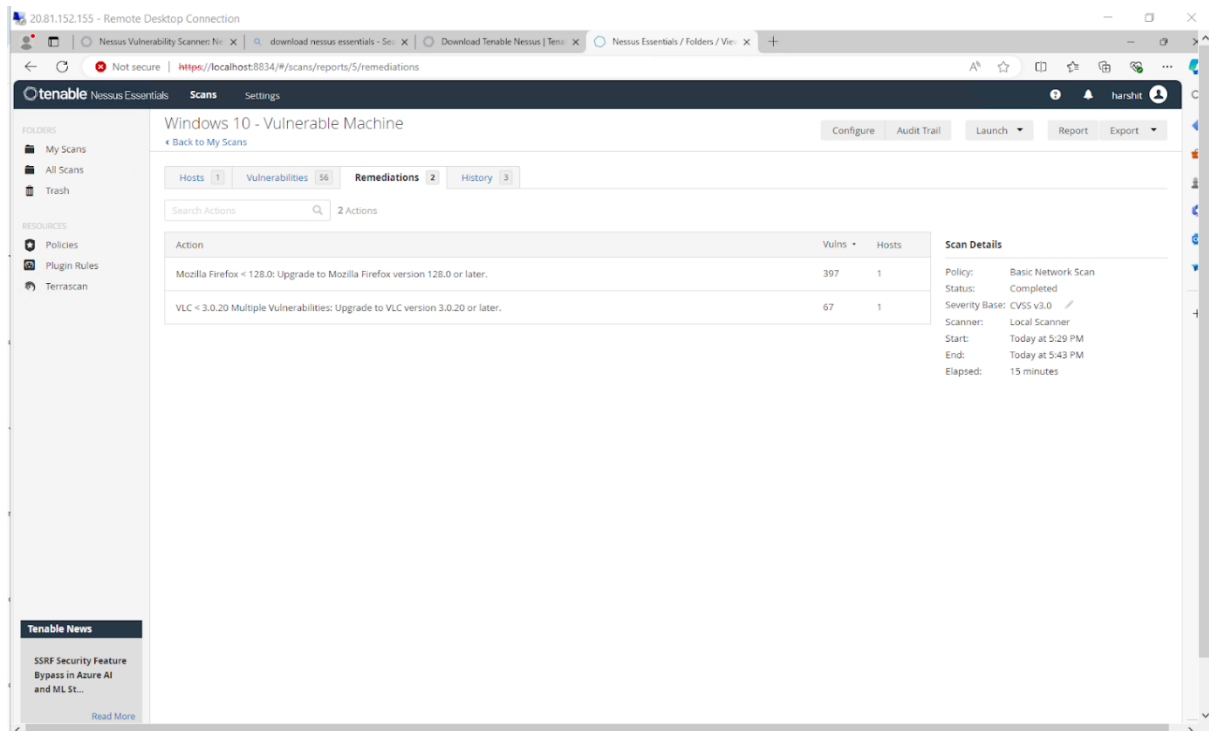 20.81.152.155 - Remote Desktop Connection
Nessus Vulnerability Scanner: Ne
download nessus essentials - Se
Download Tenable Nessus | Tena
Nessus Essentials / Folders / Vie
Not secure
https://localhost:8834/#/scans/reports/5/remediations
tenable Nessus Essentials Scans Settings harshit
FOLDERS
My Scans
All Scans
Trash
RESOURCES
Policies
Plugin Rules
Terrascan
Tenable News
SSRF Security Feature
Bypass in Azure AI
and ML St...
Read More
Windows 10 - Vulnerable Machine
Back to My Scans
Configure Audit Trail Launch Report Export
Hosts 1 Vulnerabilities 56 Remediations 2 History 3
Search Actions 2 Actions
Action Vulns Hosts
Mozilla Firefox < 128.0: Upgrade to Mozilla Firefox version 128.0 or later. 397 1
VLC < 3.0.20 Multiple Vulnerabilities: Upgrade to VLC version 3.0.20 or later. 67 1
Scan Details
Policy: Basic Network Scan
Status: Completed
Severity Base: CVSS v3.0
Scanner: Local Scanner
Start: Today at 5:29 PM
End: Today at 5:43 PM
Elapsed: 15 minutes